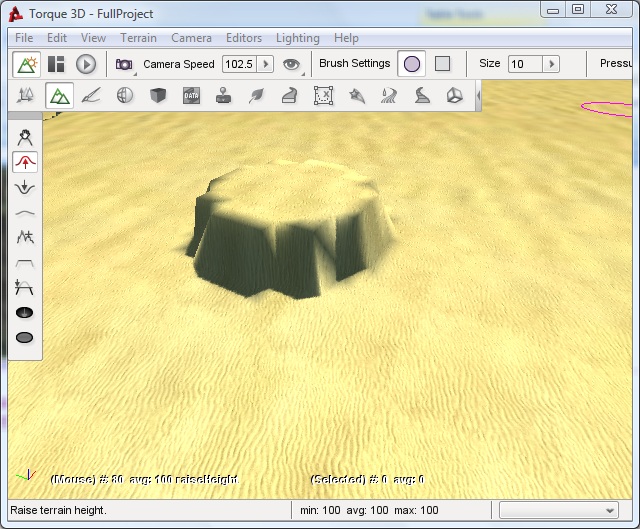 Torque 3D - FullProject
File Edit View Terrain Camera Editors Lighting Help
Camera Speed 102.5 Brush Settings Size 10 Pressu
DATA
(Mouse) #: 80 avg: 100 raiseHeight
(Selected) #: 0 avg: 0
Raise terrain height.
min: 100 avg: 100 max: 100